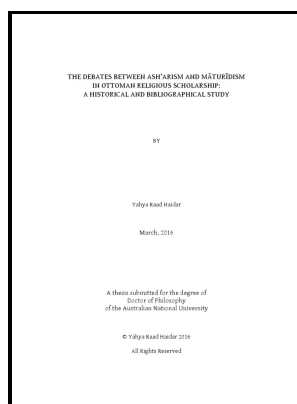 THE DEBATES BETWEEN ASH'ARISM AND MĀTURĪDISM
IN OTTOMAN RELIGIOUS SCHOLARSHIP:
A HISTORICAL AND BIBLIOGRAPHICAL STUDY
BY
Yahya Raad Haidar
March, 2016
A thesis submitted for the degree of
Doctor of Philosophy
of the Australian National University
© Yahya Raad Haidar 2016
All Rights Reserved